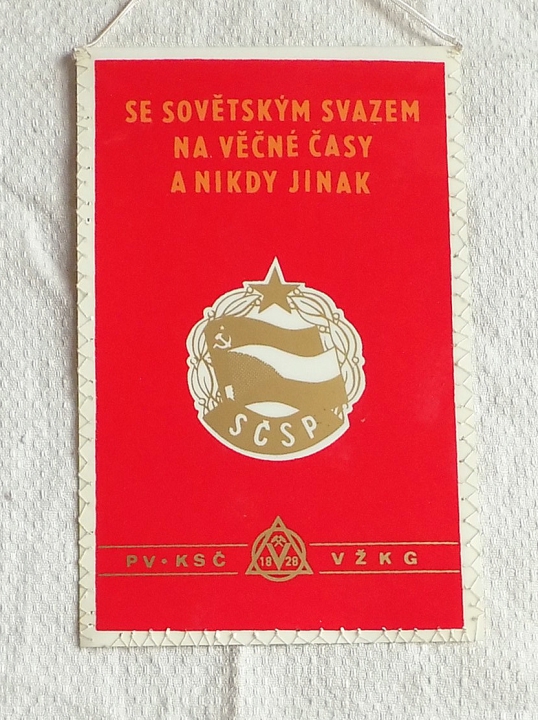 SE SOVĚTSKÝM SVAZEM
NA VĚČNÉ ČASY
A NIKDY JINAK
SČSP
PV·KSČ 1828 VŽKG